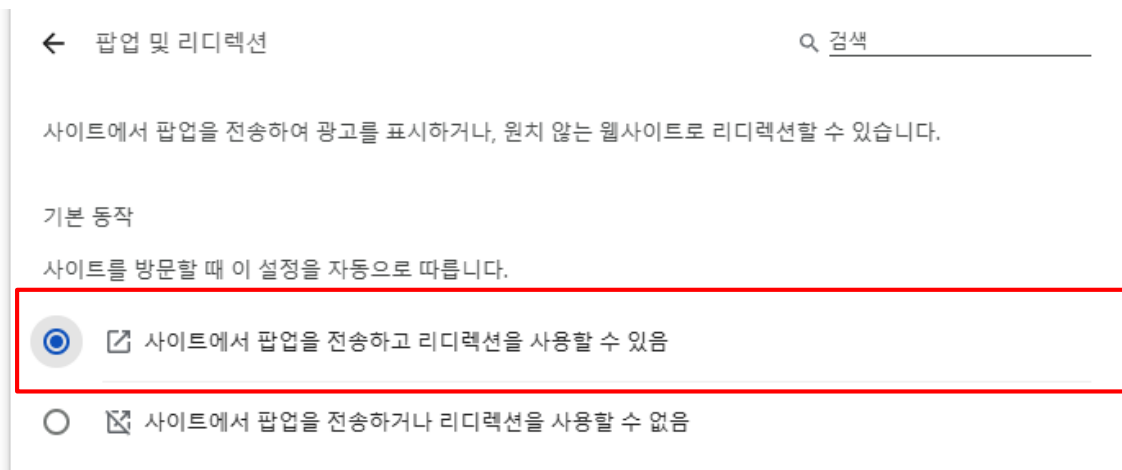 팝업 및 리디렉션
검색
사이트에서 팝업을 전송하여 광고를 표시하거나, 원치 않는 웹사이트로 리디렉션할 수 있습니다.
기본 동작
사이트를 방문할 때 이 설정을 자동으로 따릅니다.
사이트에서 팝업을 전송하고 리디렉션을 사용할 수 있음
사이트에서 팝업을 전송하거나 리디렉션을 사용할 수 없음